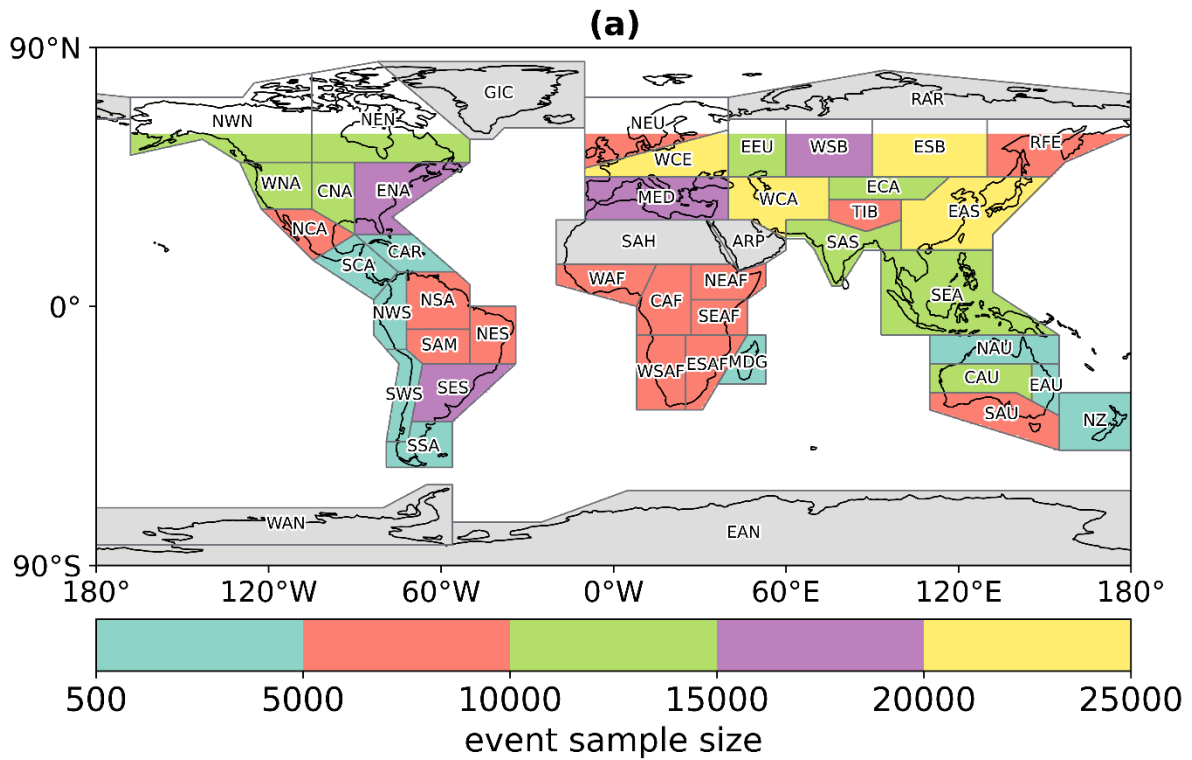 (a)
90°N
GIC
RAR
NWN
NEN
NEU
RFE
WCE
EEU
WSB
ESB
WNA
CNA
ENA
MED
WCA
ECA
TIB
EAS
NCA
SAH
ARP
SAS
SCA
CAR
WAF
NEAF
CAF
NSA
SEA
0°
NWS
SEAF
NES
SAM
NAU
WSAF
ESAF
MDG
CAU
EAU
SWS
SES
SAU
NZ
SSA
WAN
EAN
90°S
180° 120°W 60°W 0°W 60°E 120°E 180°
500 5000 10000 15000 20000 25000
event sample size